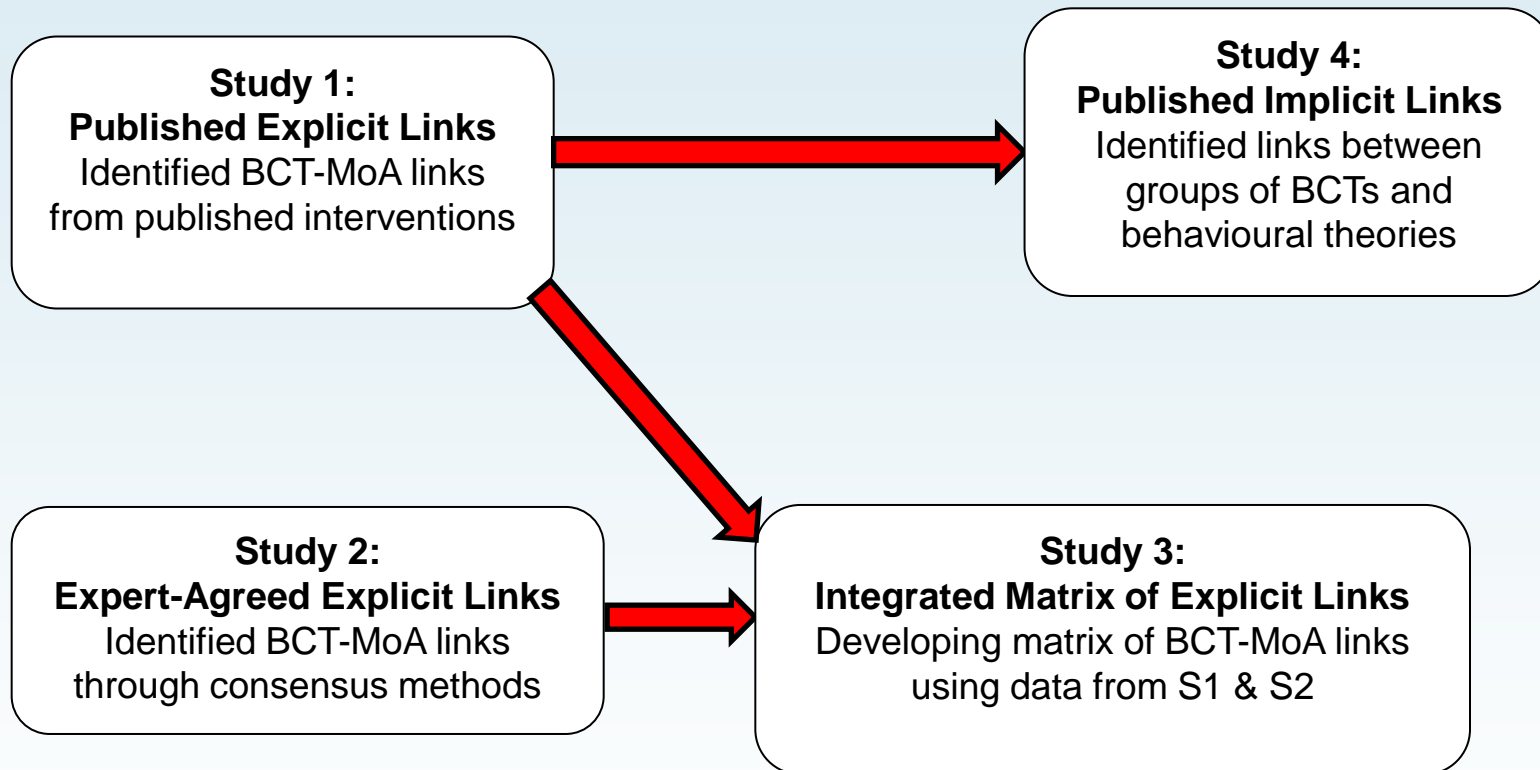 Study 1:
Published Explicit Links
Identified BCT-MoA links
from published interventions
Study 4:
Published Implicit Links
Identified links between
groups of BCTs and
behavioural theories
Study 2:
Expert-Agreed Explicit Links
Identified BCT-MoA links
through consensus methods
Study 3:
Integrated Matrix of Explicit Links
Developing matrix of BCT-MoA links
using data from S1 & S2